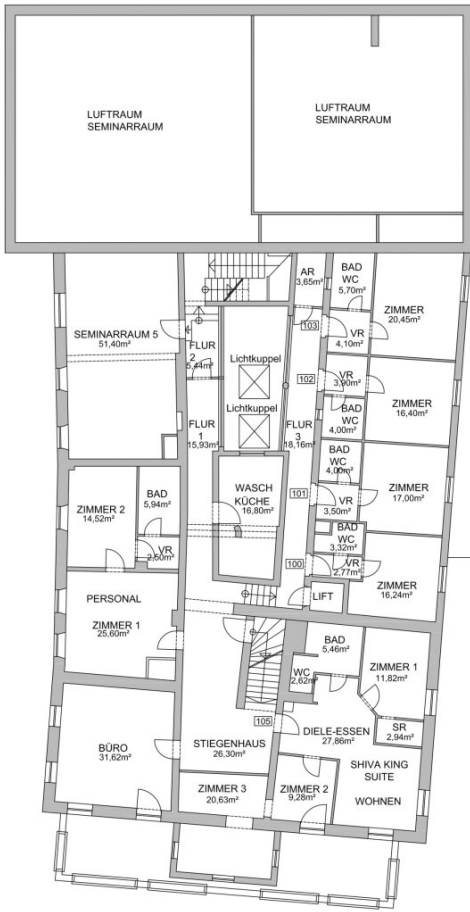 LUFTRAUM
SEMINARRAUM
LUFTRAUM
SEMINARRAUM
AR
3,65m²
BAD
WC
5,70m²
ZIMMER
20,45m²
103
VR
4,10m²
SEMINARRAUM 5
51,40m²
FLUR
2
5,44m²
Lichtkuppel
Lichtkuppel
102
VR
3,90m²
ZIMMER
16,40m²
BAD
WC
4,00m²
FLUR
1
15,93m²
FLUR
3
18,16m²
BAD
WC
4,00m²
WASCH
KÜCHE
16,80m²
101
VR
3,50m²
ZIMMER
17,00m²
ZIMMER 2
14,52m²
BAD
5,94m²
VR
2,50m²
BAD
WC
3,32m²
100
VR
2,77m²
ZIMMER
16,24m²
PERSONAL
ZIMMER 1
25,60m²
LIFT
BAD
5,46m²
WC
2,62m²
ZIMMER 1
11,82m²
105
DIELE-ESSEN
27,86m²
SR
2,94m²
BÜRO
31,62m²
STIEGENHAUS
26,30m²
SHIVA KING
SUITE
WOHNEN
ZIMMER 3
20,63m²
ZIMMER 2
9,28m²